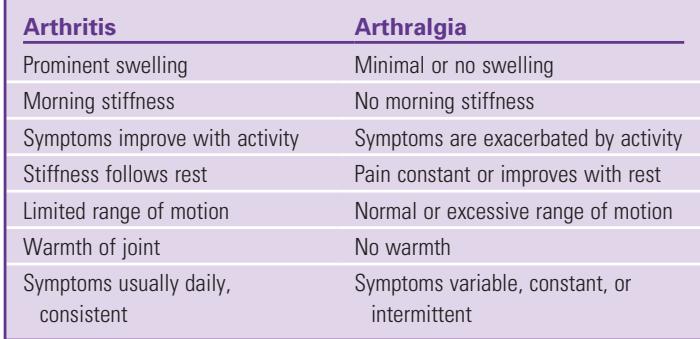 Arthritis Arthralgia
Prominent swelling Minimal or no swelling
Morning stiffness No morning stiffness
Symptoms improve with activity Symptoms are exacerbated by activity
Stiffness follows rest Pain constant or improves with rest
Limited range of motion Normal or excessive range of motion
Warmth of joint No warmth
Symptoms usually daily, Symptoms variable, constant, or
consistent intermittent